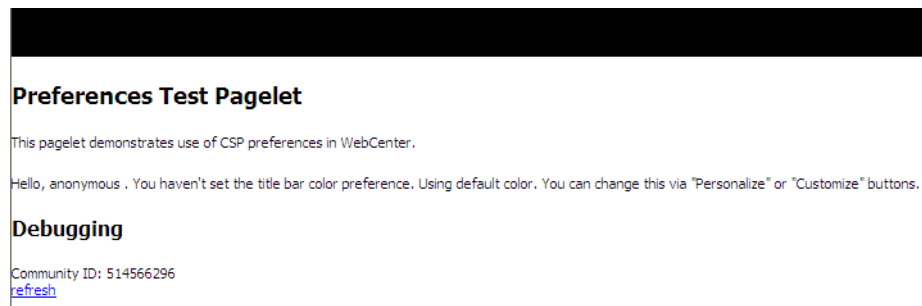 Preferences Test Pagelet
This pagelet demonstrates use of CSP preferences in WebCenter.
Hello, anonymous . You haven't set the title bar color preference. Using default color. You can change this via "Personalize" or "Customize" buttons.
Debugging
Community ID: 514566296
refresh